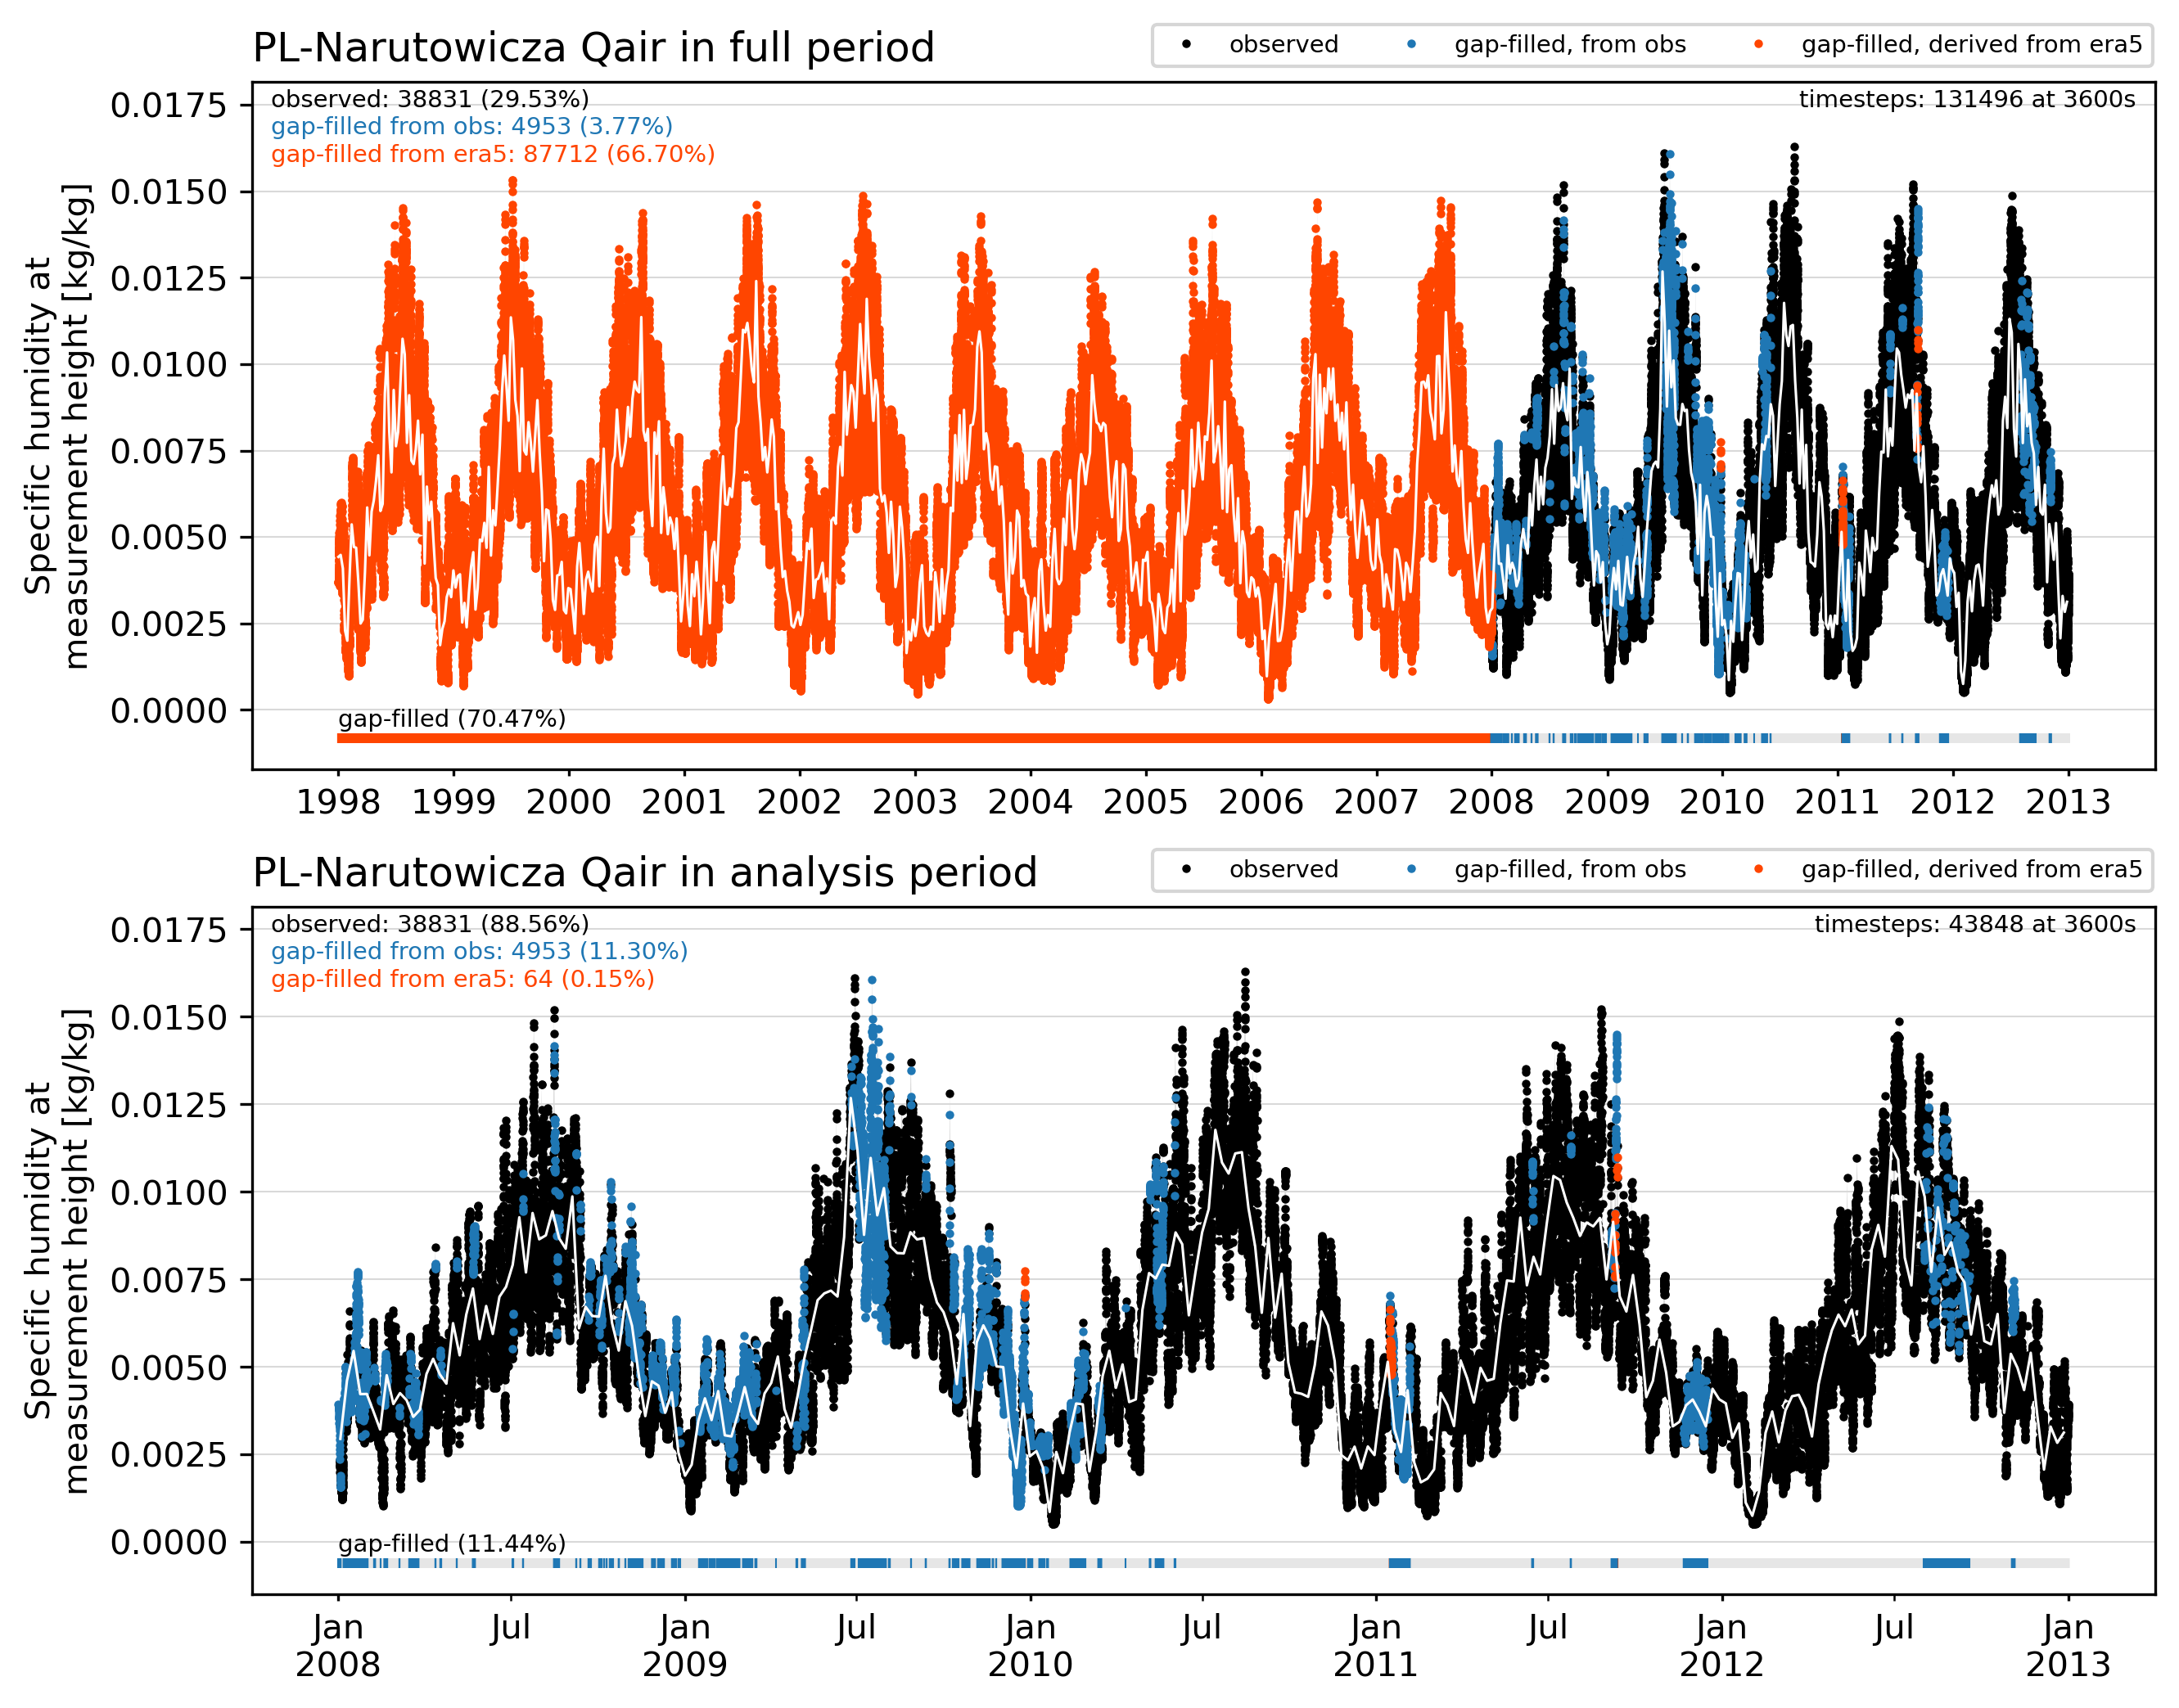 PL-Narutowicza Qair in full period
observed
gap-filled, from obs
gap-filled, derived from era5
observed: 38831 (29.53%)
gap-filled from obs: 4953 (3.77%)
gap-filled from era5: 87712 (66.70%)
timesteps: 131496 at 3600s
Specific humidity at
measurement height [kg/kg]
0.0175
0.0150
0.0125
0.0100
0.0075
0.0050
0.0025
0.0000
gap-filled (70.47%)
1998 1999 2000 2001 2002 2003 2004 2005 2006 2007 2008 2009 2010 2011 2012 2013
PL-Narutowicza Qair in analysis period
observed
gap-filled, from obs
gap-filled, derived from era5
observed: 38831 (88.56%)
gap-filled from obs: 4953 (11.30%)
gap-filled from era5: 64 (0.15%)
timesteps: 43848 at 3600s
Specific humidity at
measurement height [kg/kg]
0.0175
0.0150
0.0125
0.0100
0.0075
0.0050
0.0025
0.0000
gap-filled (11.44%)
Jan Jul Jan Jul Jan Jul Jan Jul Jan Jul Jan
2008 2009 2010 2011 2012 2013